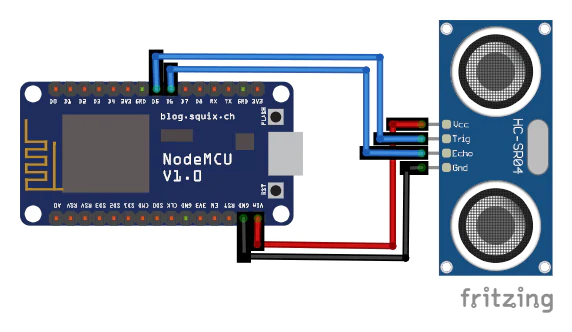 D0 D1 D2 D3 D4 3V3 GND D5 D6 D7 D8 RX TX GND 3V3
blog.squix.ch
FLASH
NodeMCU
V1.0
RST
A0 RSV RSV SD3 SD2 SD1 CMD SD0 CLK GND 3V3 EN RST GND Vin
Vcc
Trig
Echo
Gnd
HC-SR04
fritzing